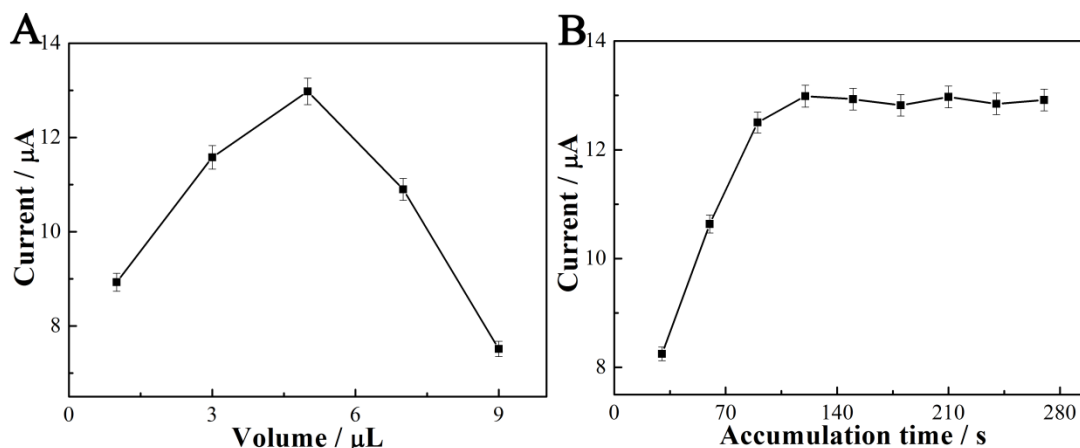 A
14
12
10
8
Current / μA
0
3
6
9
Volume / μL
B
14
12
10
8
Current / μA
0
70
140
210
280
Accumulation time / s